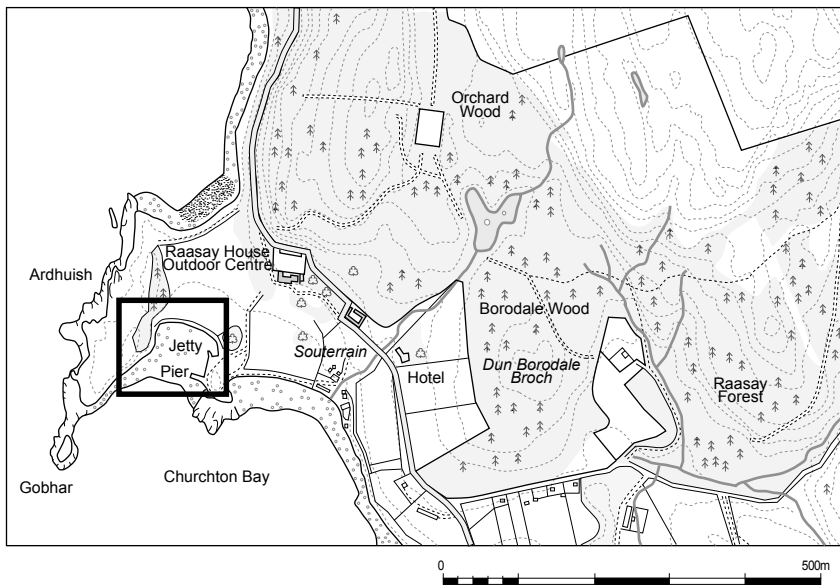 Orchard
Wood
Raasay House
Outdoor Centre
Ardhuish
Jetty
Pier
Souterrain
Hotel
Borodale Wood
Dun Borodale
Broch
Raasay
Forest
Gobhar
Churchton Bay
0
500m